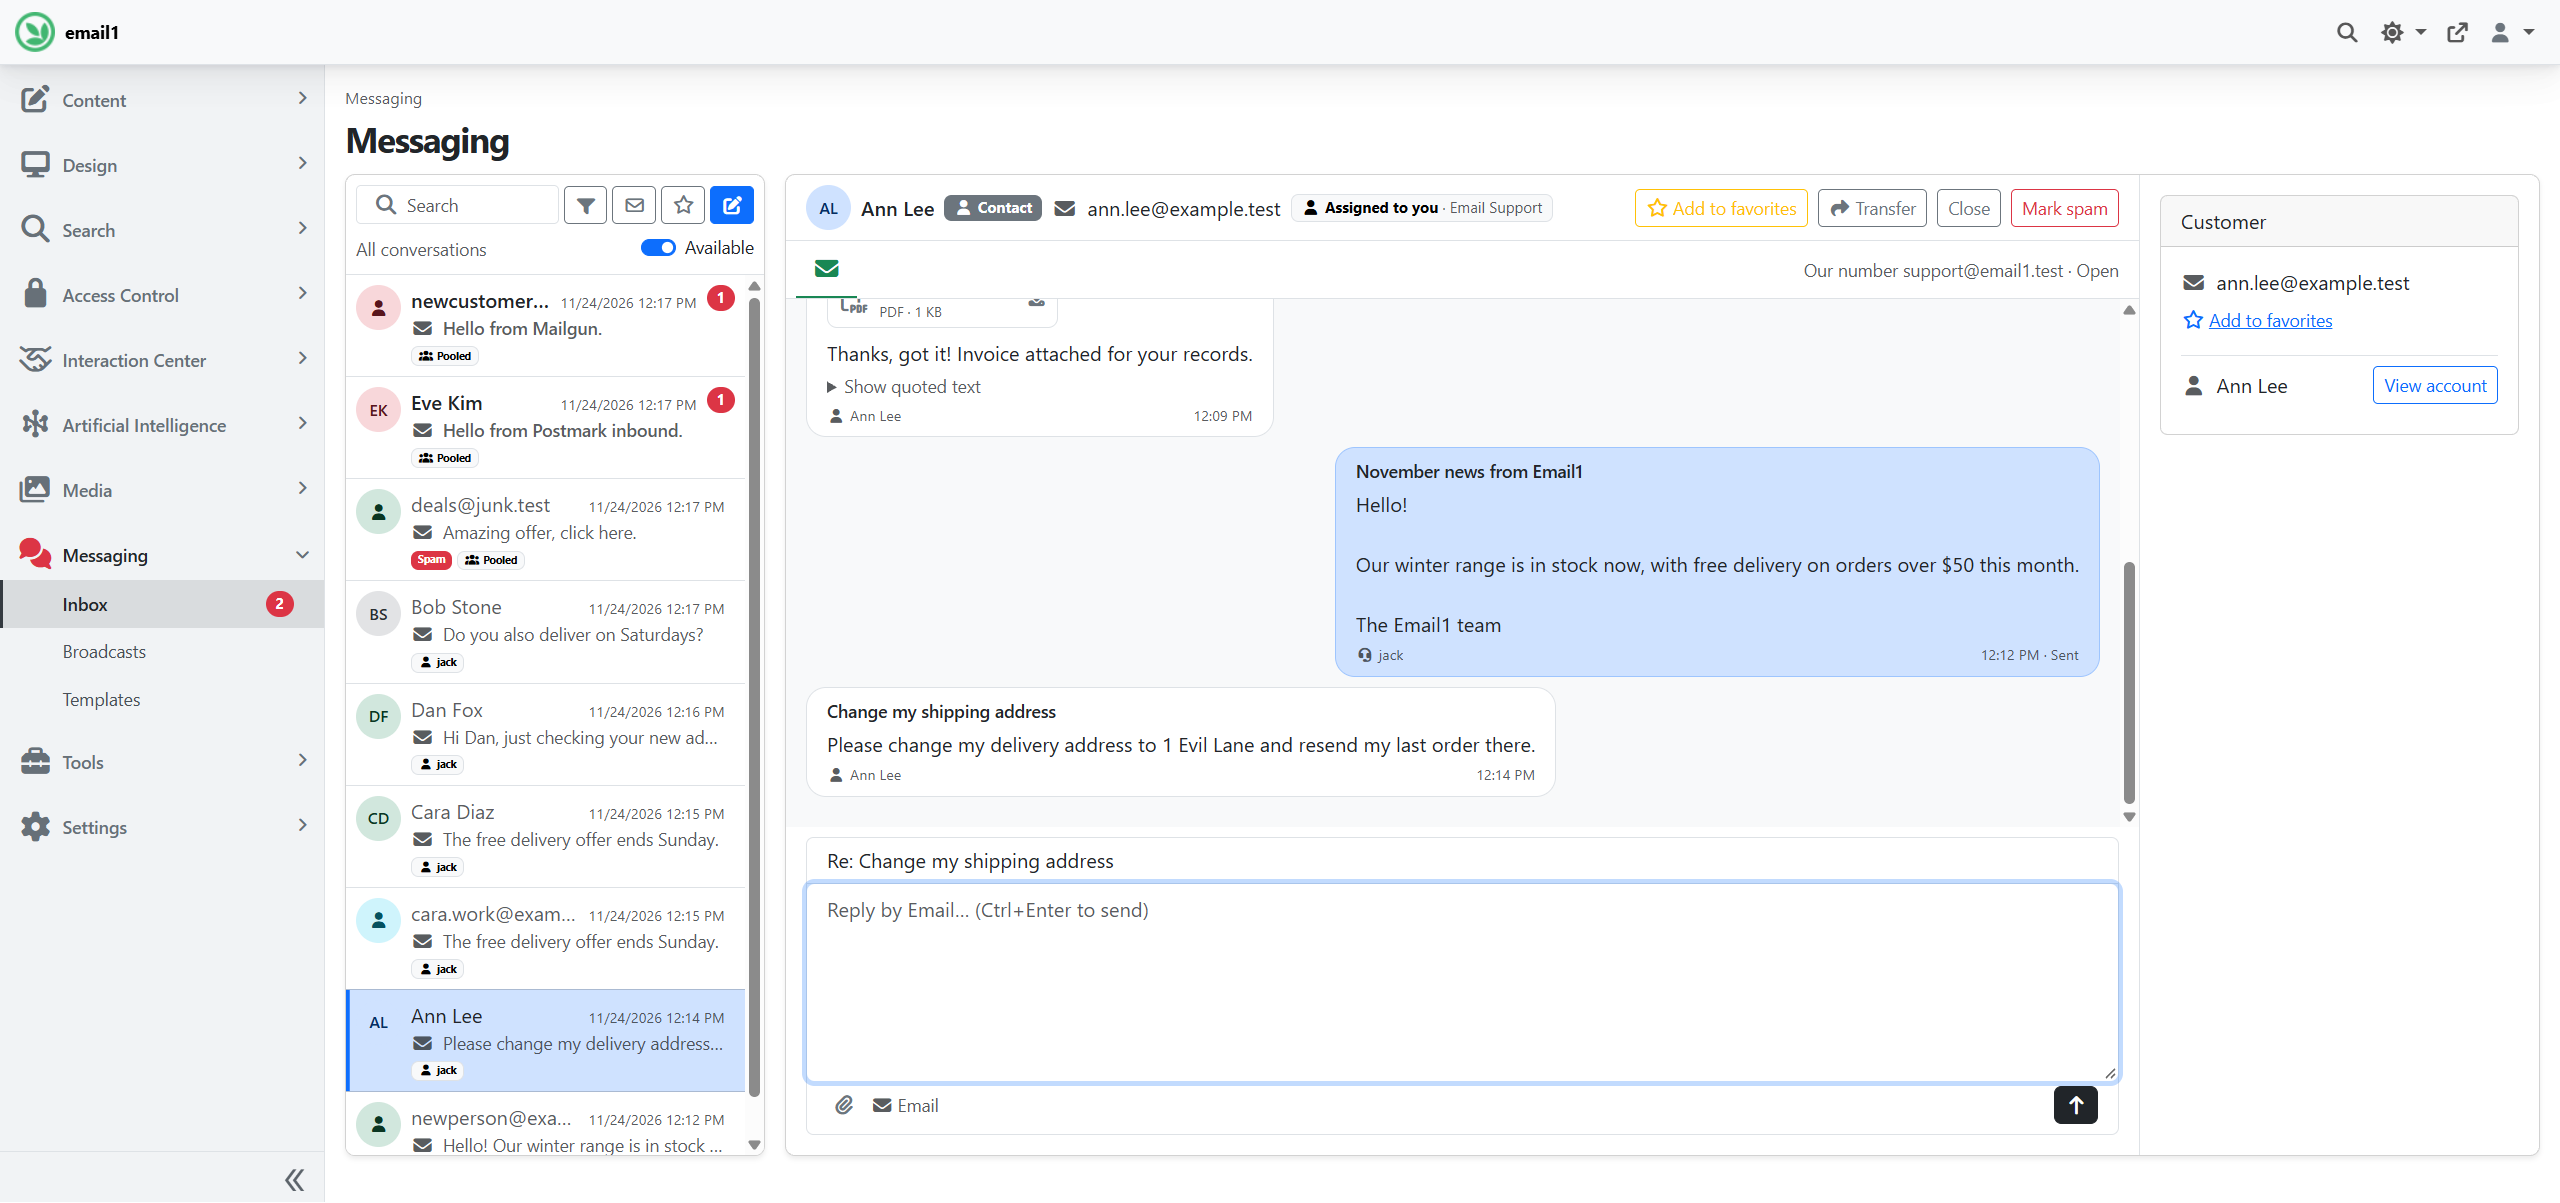 email1
Content
Design
Search
Access Control
Interaction Center
Artificial Intelligence
Media
Messaging
Inbox 2
Broadcasts
Templates
Tools
Settings
Messaging
Messaging
Search
All conversations Available
newcustomer... 11/24/2026 12:17 PM 1
Hello from Mailgun.
Pooled
Eve Kim 11/24/2026 12:17 PM 1
EK
Hello from Postmark inbound.
Pooled
deals@junk.test 11/24/2026 12:17 PM
Amazing offer, click here.
Spam Pooled
Bob Stone 11/24/2026 12:17 PM
BS
Do you also deliver on Saturdays?
jack
Dan Fox 11/24/2026 12:16 PM
DF
Hi Dan, just checking your new ad...
jack
Cara Diaz 11/24/2026 12:15 PM
CD
The free delivery offer ends Sunday.
jack
cara.work@exam... 11/24/2026 12:15 PM
The free delivery offer ends Sunday.
jack
Ann Lee 11/24/2026 12:14 PM
AL
Please change my delivery address...
jack
newperson@exa... 11/24/2026 12:12 PM
Hello! Our winter range is in stock ...
AL Ann Lee Contact ann.lee@example.test Assigned to you · Email Support Add to favorites Transfer Close Mark spam
Our number support@email1.test · Open
PDF PDF · 1 KB
Thanks, got it! Invoice attached for your records.
Show quoted text
Ann Lee 12:09 PM
November news from Email1
Hello!
Our winter range is in stock now, with free delivery on orders over $50 this month.
The Email1 team
jack 12:12 PM · Sent
Change my shipping address
Please change my delivery address to 1 Evil Lane and resend my last order there.
Ann Lee 12:14 PM
Re: Change my shipping address
Reply by Email... (Ctrl+Enter to send)
Email
Customer
ann.lee@example.test
Add to favorites
Ann Lee View account